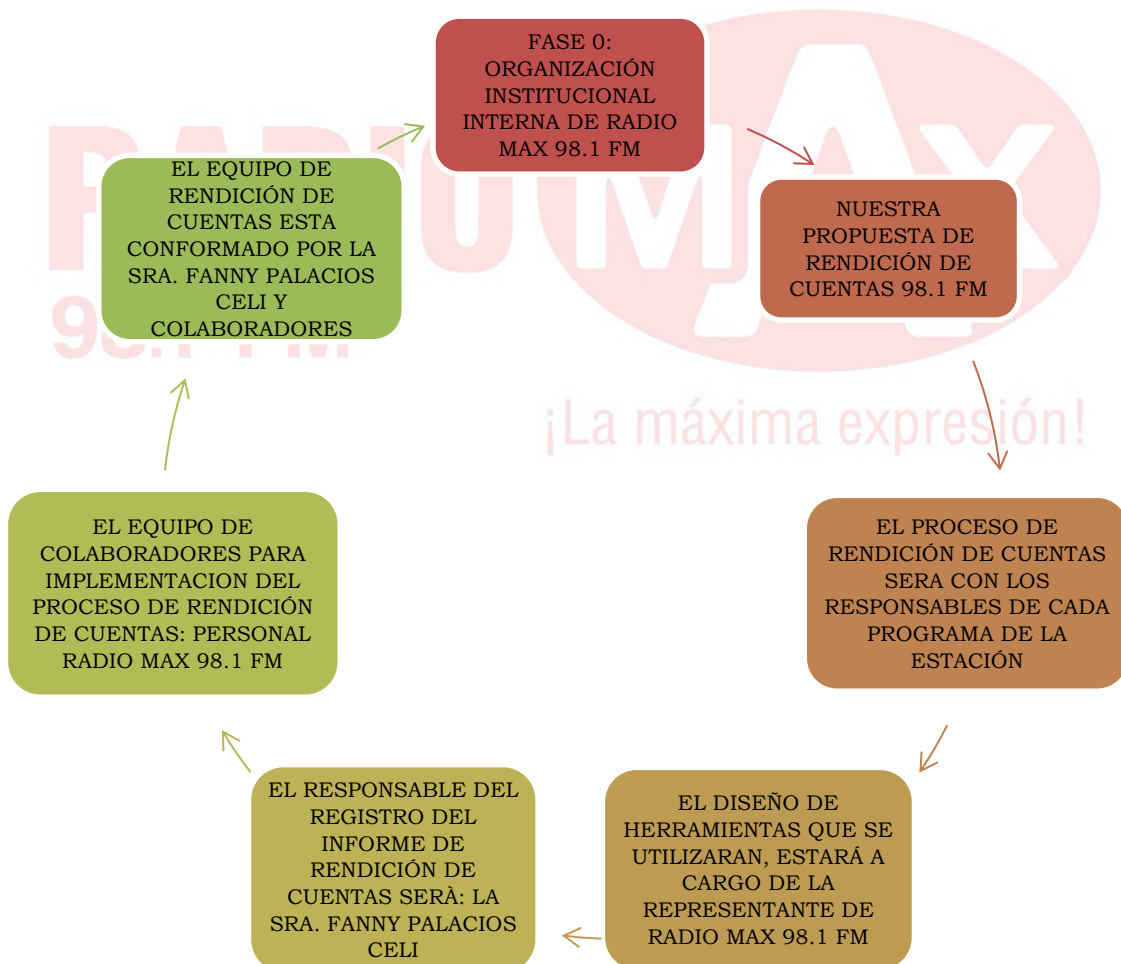 FASE 0:
ORGANIZACIÓN
INSTITUCIONAL
INTERNA DE RADIO
MAX 98.1 FM
NUESTRA
PROPUESTA DE
RENDICIÓN DE
CUENTAS 98.1 FM
EL PROCESO DE
RENDICIÓN DE CUENTAS
SERA CON LOS
RESPONSABLES DE CADA
PROGRAMA DE LA
ESTACIÓN
EL DISEÑO DE
HERRAMIENTAS QUE SE
UTILIZARAN, ESTARÁ A
CARGO DE LA
REPRESENTANTE DE
RADIO MAX 98.1 FM
EL RESPONSABLE DEL
REGISTRO DEL
INFORME DE
RENDICIÓN DE
CUENTAS SERÀ: LA
SRA. FANNY PALACIOS
CELI
EL EQUIPO DE
COLABORADORES PARA
IMPLEMENTACION DEL
PROCESO DE RENDICIÓN
DE CUENTAS: PERSONAL
RADIO MAX 98.1 FM
EL EQUIPO DE
RENDICIÓN DE
CUENTAS ESTA
CONFORMADO POR LA
SRA. FANNY PALACIOS
CELI Y
COLABORADORES
RADIO MAX
98.1 FM
¡La máxima expresión!